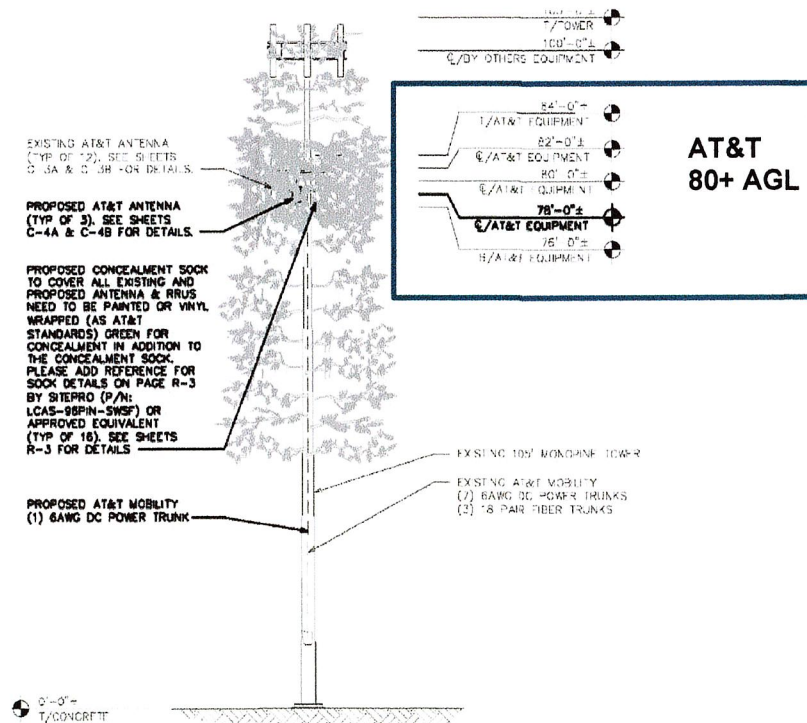 T/TOWER
100'-0"±
℄/BY OTHERS EQUIPMENT
84'-0"±
T/AT&T EQUIPMENT
82'-0"±
℄/AT&T EQUIPMENT
80'-0"±
℄/AT&T EQUIPMENT
78'-0"±
℄/AT&T EQUIPMENT
76'-0"±
B/AT&T EQUIPMENT
AT&T
80+ AGL
EXISTING AT&T ANTENNA
(TYP OF 12). SEE SHEETS
C-3A & C-3B FOR DETAILS.
PROPOSED AT&T ANTENNA
(TYP OF 3). SEE SHEETS
C-4A & C-4B FOR DETAILS.
PROPOSED CONCEALMENT SOCK
TO COVER ALL EXISTING AND
PROPOSED ANTENNA & RRUS
NEED TO BE PAINTED OR VINYL
WRAPPED (AS AT&T
STANDARDS) GREEN FOR
CONCEALMENT IN ADDITION TO
THE CONCEALMENT SOCK.
PLEASE ADD REFERENCE FOR
SOCK DETAILS ON PAGE R-3
BY SITEPRO (P/N:
LCAS-96PIN-SWSF) OR
APPROVED EQUIVALENT
(TYP OF 16). SEE SHEETS
R-3 FOR DETAILS
EXISTING 105' MONOPINE TOWER
EXISTING AT&T MOBILITY
(7) 6AWG DC POWER TRUNKS
(3) 18 PAIR FIBER TRUNKS
PROPOSED AT&T MOBILITY
(1) 6AWG DC POWER TRUNK
0'-0"±
T/CONCRETE